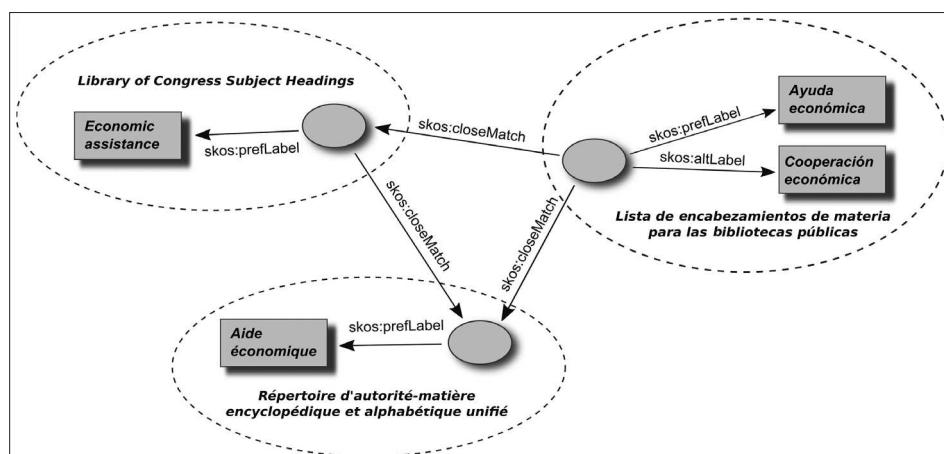 Library of Congress Subject Headings
Economic
assistance
skos:prefLabel
skos:closeMatch
skos:prefLabel
Ayuda
económica
skos:altLabel
Cooperación
económica
Lista de encabezamientos de materia
para las bibliotecas públicas
skos:closeMatch
skos:closeMatch
Aide
économique
skos:prefLabel
Répertoire d'autorité-matière
encyclopédique et alphabétique unifié